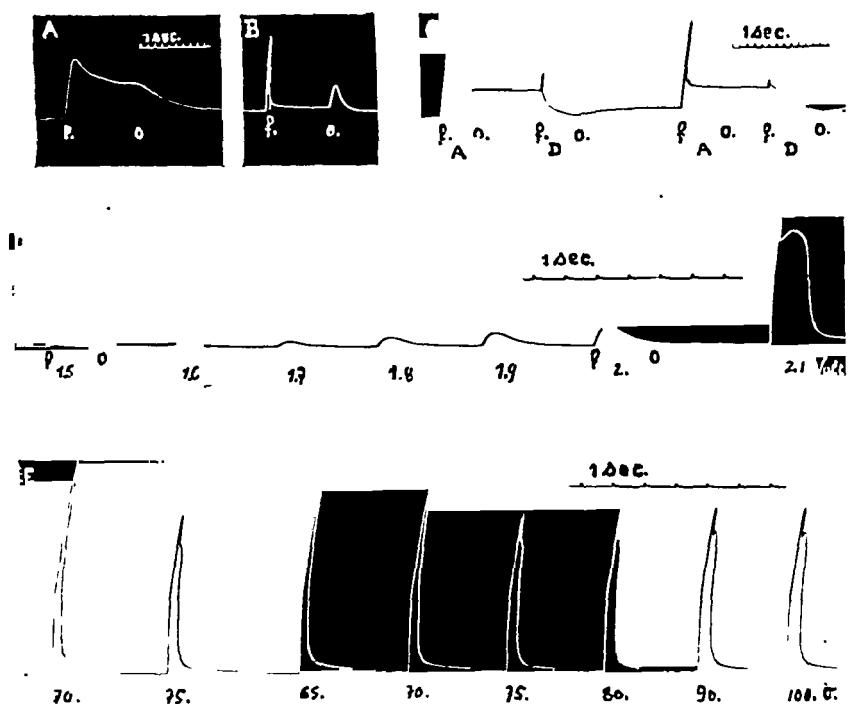 A 1 sec. B C 1 sec.
P. O. P. O. P. O. P. O. P. O. P. O.
A D A D
1 sec.
P 1.5 O 1.6 1.7 1.8 1.9 P 2. O 2.1
E 1 sec.
70. 75. 65. 70. 75. 80. 90. 100.